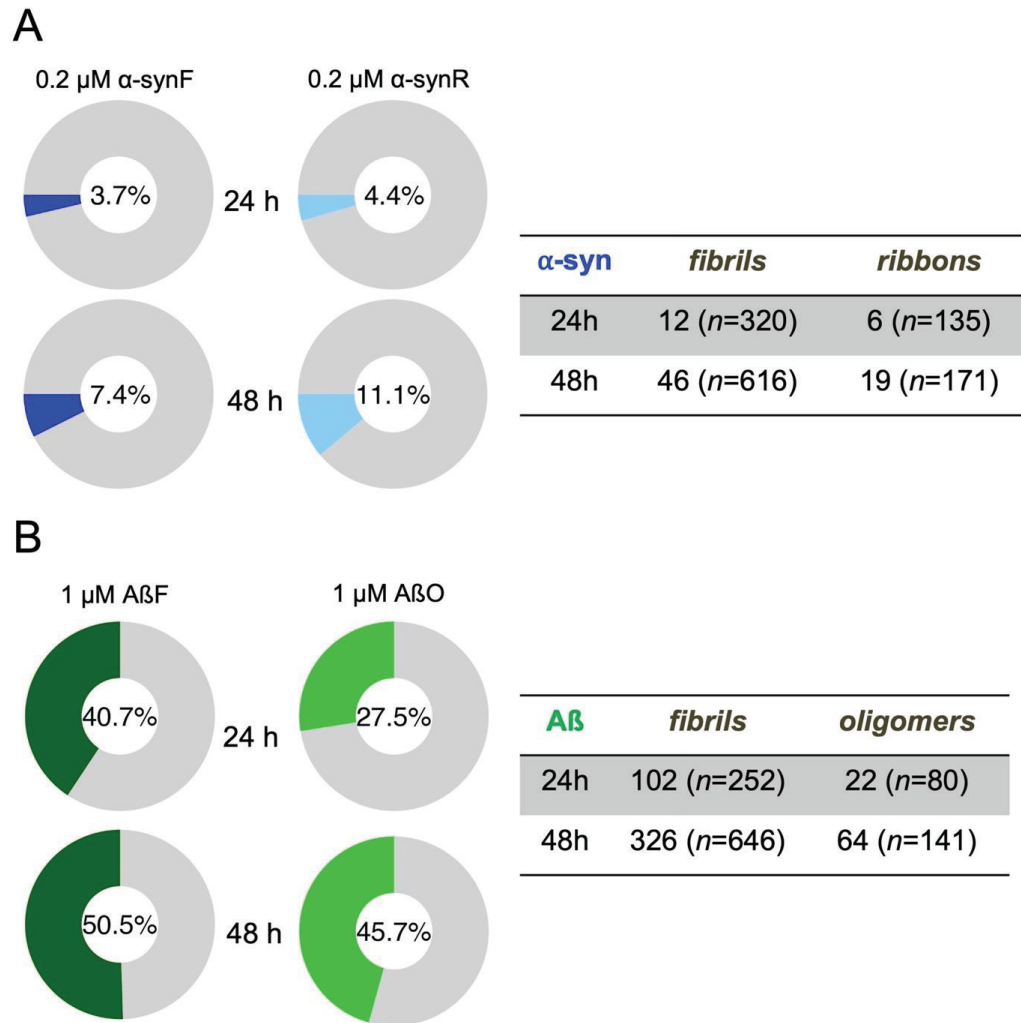 A
0.2 µM α-synF
0.2 µM α-synR
3.7%
24 h
4.4%
7.4%
48 h
11.1%
α-syn fibrils ribbons
24h 12 (n=320) 6 (n=135)
48h 46 (n=616) 19 (n=171)
B
1 µM AßF
1 µM AßO
40.7%
24 h
27.5%
50.5%
48 h
45.7%
Aß fibrils oligomers
24h 102 (n=252) 22 (n=80)
48h 326 (n=646) 64 (n=141)